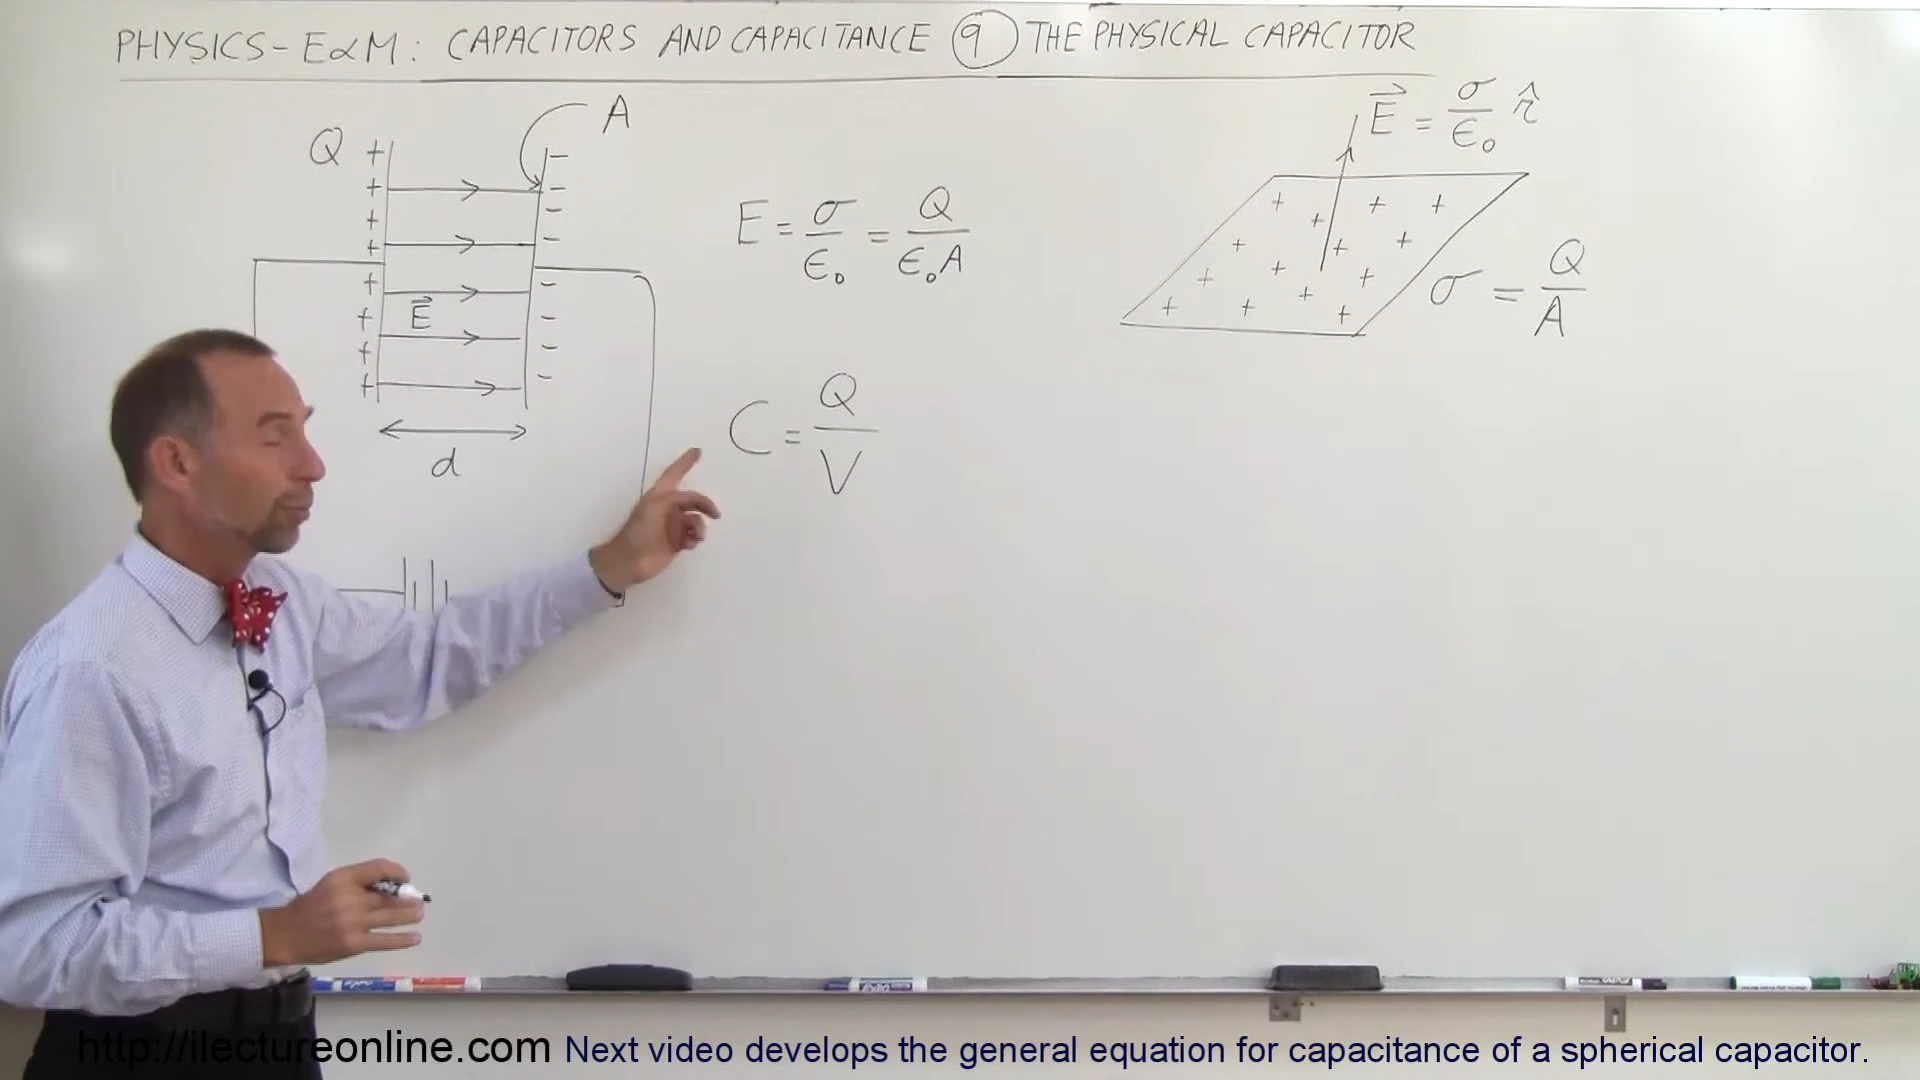 PHYSICS - E&M: CAPACITORS AND CAPACITANCE ⑨ THE PHYSICAL CAPACITOR
A
Q
E⃗ = σ/ε₀ r̂
E = σ/ε₀ = Q/ε₀A
σ = Q/A
E⃗
C = Q/V
d
http://ilectureonline.com Next video develops the general equation for capacitance of a spherical capacitor.